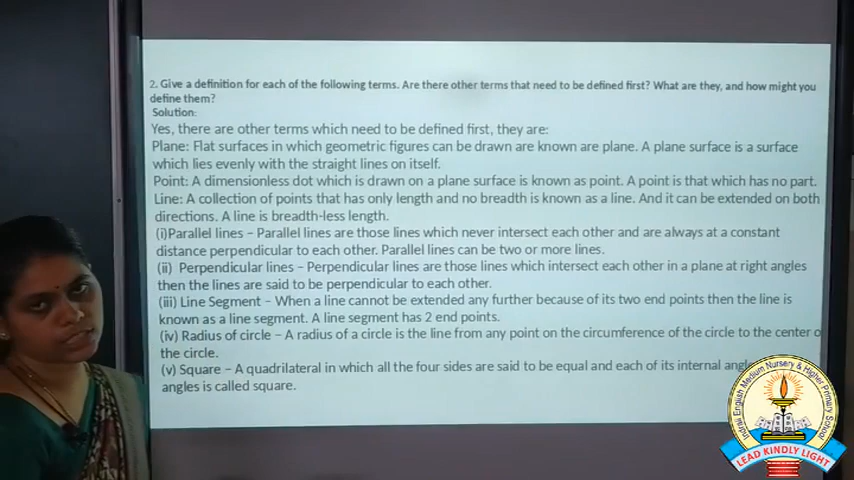 2. Give a definition for each of the following terms. Are there other terms that need to be defined first? What are they, and how might you
define them?
Solution:
Yes, there are other terms which need to be defined first, they are:
Plane: Flat surfaces in which geometric figures can be drawn are known are plane. A plane surface is a surface
which lies evenly with the straight lines on itself.
Point: A dimensionless dot which is drawn on a plane surface is known as point. A point is that which has no part.
Line: A collection of points that has only length and no breadth is known as a line. And it can be extended on both
directions. A line is breadth-less length.
(i)Parallel lines – Parallel lines are those lines which never intersect each other and are always at a constant
distance perpendicular to each other. Parallel lines can be two or more lines.
(ii) Perpendicular lines – Perpendicular lines are those lines which intersect each other in a plane at right angles
then the lines are said to be perpendicular to each other.
(iii) Line Segment – When a line cannot be extended any further because of its two end points then the line is
known as a line segment. A line segment has 2 end points.
(iv) Radius of circle – A radius of a circle is the line from any point on the circumference of the circle to the center
the circle.
(v) Square – A quadrilateral in which all the four sides are said to be equal and each of its internal
angles is called square.
English Medium Nursery & Higher Primary School
LEAD KINDLY LIGHT